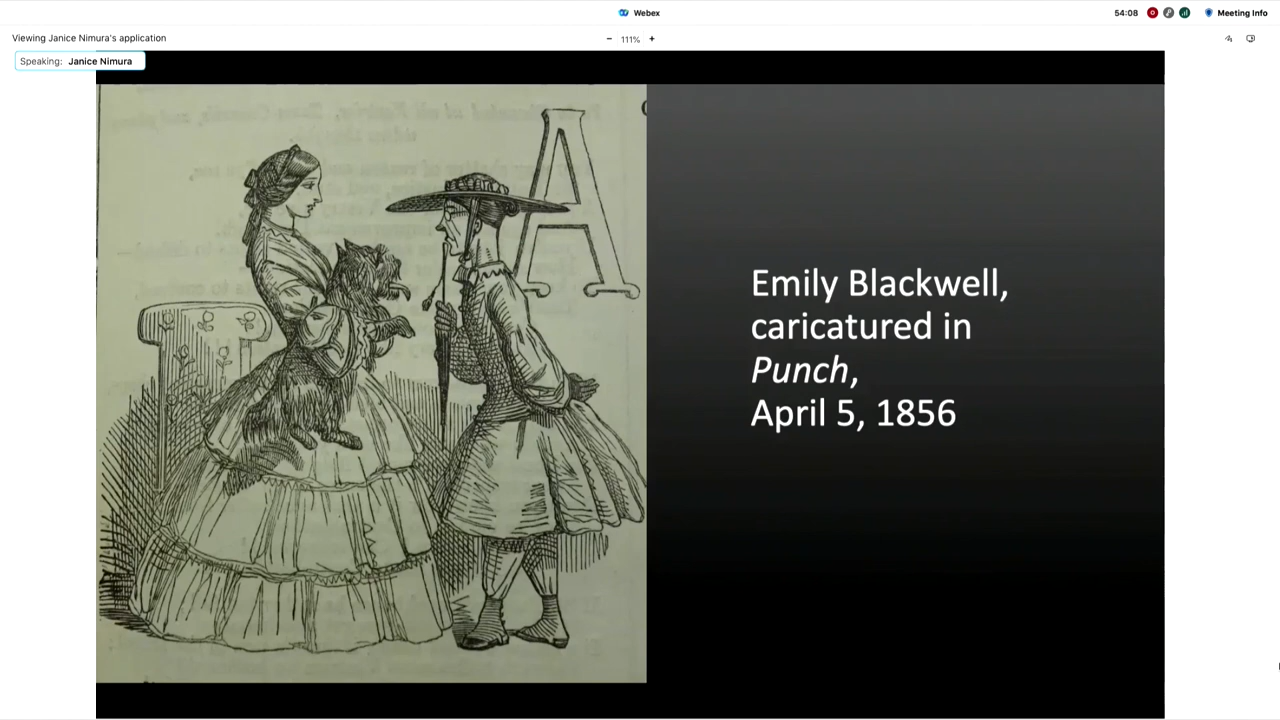 Webex
54:08
Meeting Info
Viewing Janice Nimura's application
111%
Speaking: Janice Nimura
A
Emily Blackwell,
caricatured in
Punch,
April 5, 1856